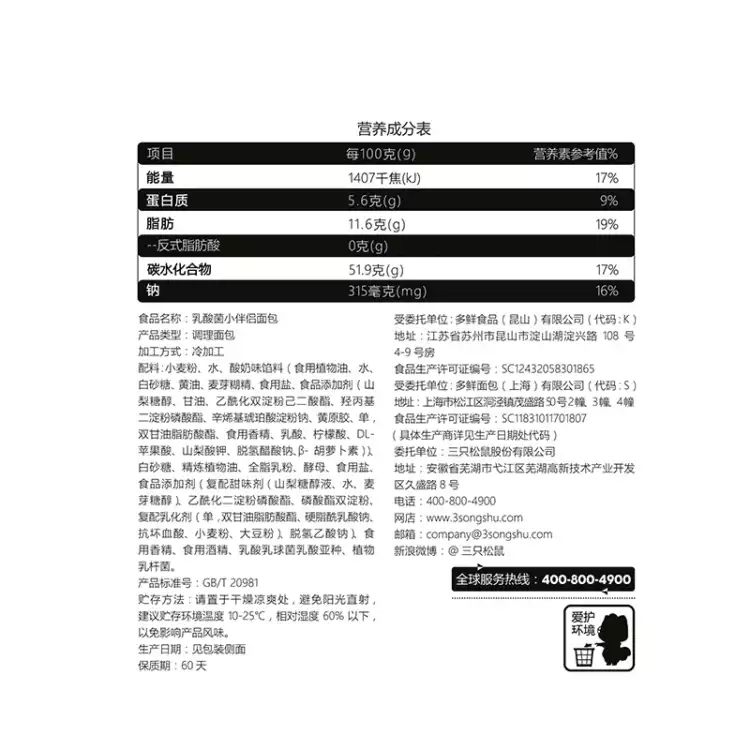 营养成分表
项目 每100克(g) 营养素参考值%
能量 1407千焦(kJ) 17%
蛋白质 5.6克(g) 9%
脂肪 11.6克(g) 19%
--反式脂肪酸 0克(g)
碳水化合物 51.9克(g) 17%
钠 315毫克(mg) 16%
食品名称：乳酸菌小伴侣面包
产品类型：调理面包
加工方式：冷加工
配料：小麦粉、水、酸奶味馅料（食用植物油、水、
白砂糖、黄油、麦芽糊精、食用盐、食品添加剂（山
梨糖醇、甘油、乙酰化双淀粉己二酸酯、羟丙基
二淀粉磷酸酯、辛烯基琥珀酸淀粉钠、黄原胶、单，
双甘油脂肪酸酯、食用香精、乳酸、柠檬酸、DL-
苹果酸、山梨酸钾、脱氢醋酸钠、β- 胡萝卜素）)、
白砂糖、精炼植物油、全脂乳粉、酵母、食用盐、
食品添加剂（复配甜味剂（山梨糖醇液、水、麦
芽糖醇）、乙酰化二淀粉磷酸酯、磷酸酯双淀粉、
复配乳化剂（单，双甘油脂肪酸酯、硬脂酰乳酸钠、
抗坏血酸、小麦粉、大豆粉）、脱氢乙酸钠）、食
用香精、食用酒精、乳酸乳球菌乳酸亚种、植物
乳杆菌。
产品标准号：GB/T 20981
贮存方法：请置于干燥凉爽处，避免阳光直射，
建议贮存环境温度 10-25℃，相对湿度 60% 以下，
以免影响产品风味。
生产日期：见包装侧面
保质期：60 天
受委托单位：多鲜食品（昆山）有限公司（代码：K）
地址：江苏省苏州市昆山市淀山湖淀兴路 108 号
4-9 号房
食品生产许可证编号：SC12432058301865
受委托单位：多鲜面包（上海）有限公司（代码：S）
地址：上海市松江区洞泾镇茂盛路50号2幢，3幢，4幢
食品生产许可证编号：SC11831011701807
（具体生产商详见生产日期处代码）
委托单位：三只松鼠股份有限公司
地址：安徽省芜湖市弋江区芜湖高新技术产业开发
区久盛路 8 号
电话：400-800-4900
网店：www.3songshu.com
邮箱：company@3songshu.com
新浪微博：@ 三只松鼠
全球服务热线：400-800-4900
爱护
环境